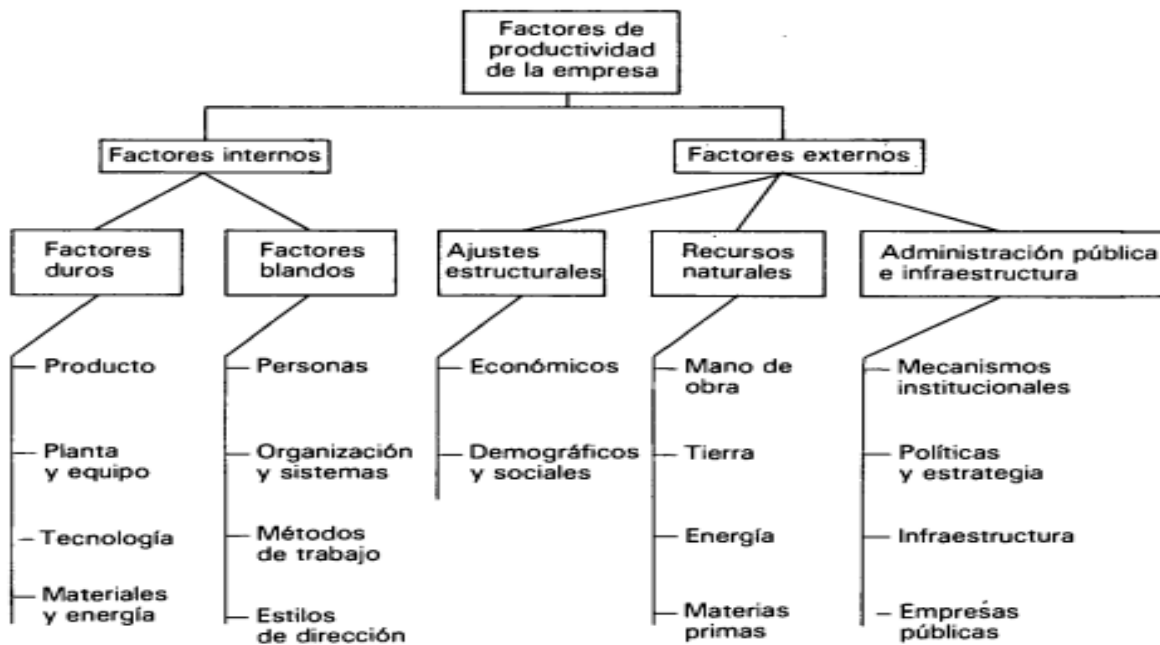 Factores de
productividad
de la empresa
Factores internos
Factores externos
Factores
duros
Factores
blandos
Ajustes
estructurales
Recursos
naturales
Administración pública
e infraestructura
Producto
Planta
y equipo
Tecnología
Materiales
y energía
Personas
Organización
y sistemas
Métodos
de trabajo
Estilos
de dirección
Económicos
Demográficos
y sociales
Mano de
obra
Tierra
Energía
Materias
primas
Mecanismos
institucionales
Políticas
y estrategia
Infraestructura
Empresas
públicas